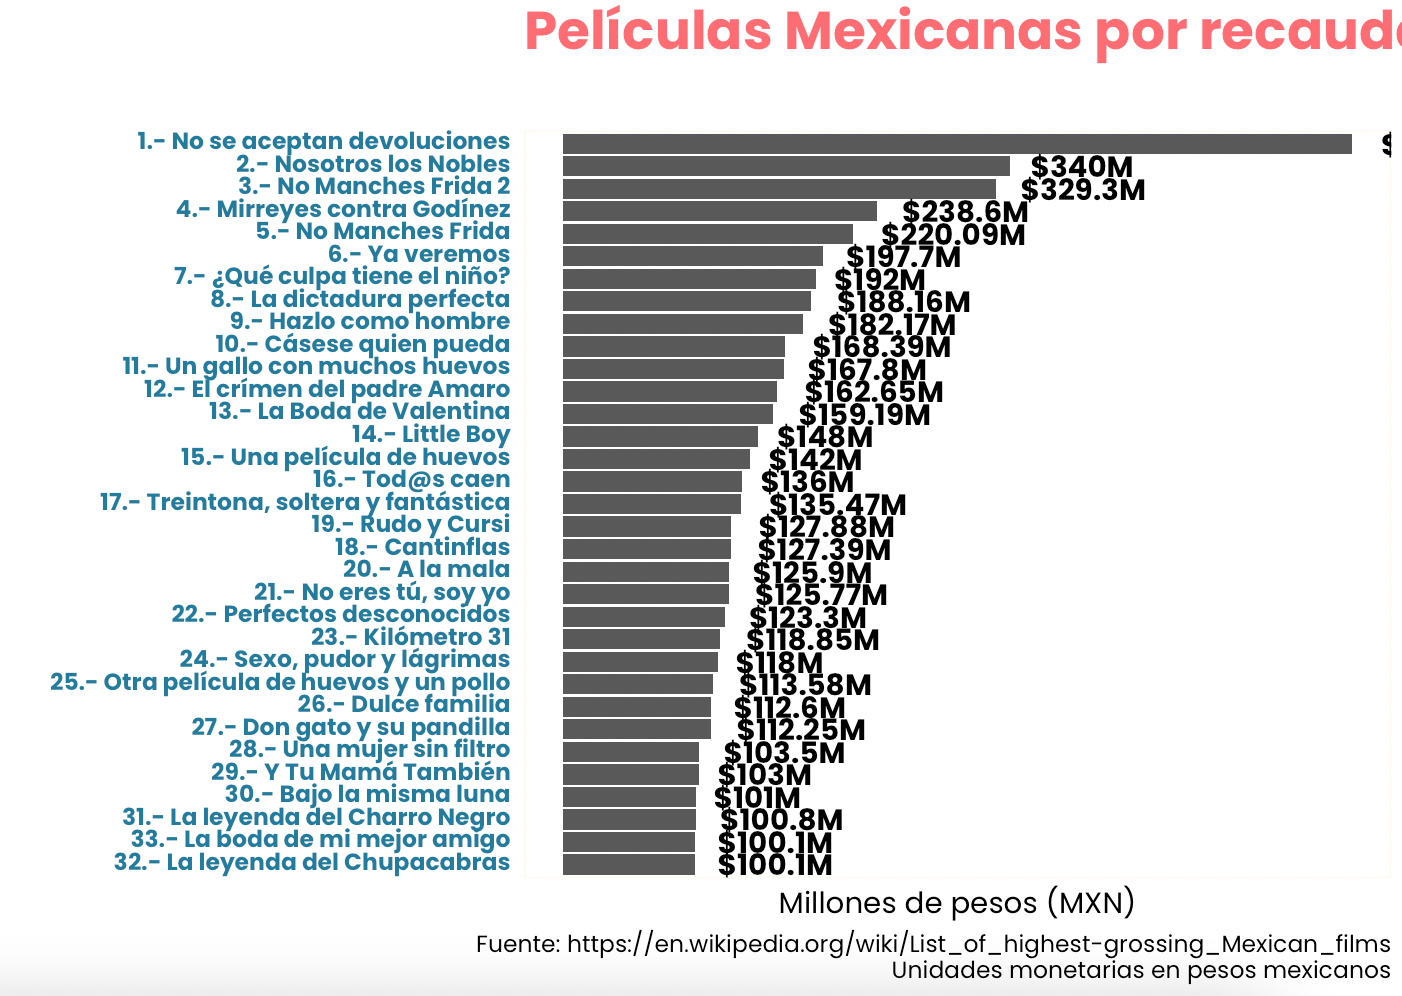 Películas Mexicanas por
1.- No se aceptan devoluciones $
2.- Nosotros los Nobles $340M
3.- No Manches Frida 2 $329.3M
4.- Mirreyes contra Godínez $238.6M
5.- No Manches Frida $220.09M
6.- Ya veremos $197.7M
7.- ¿Qué culpa tiene el niño? $192M
8.- La dictadura perfecta $188.16M
9.- Hazlo como hombre $182.17M
10.- Cásese quien pueda $168.39M
11.- Un gallo con muchos huevos $167.8M
12.- El crímen del padre Amaro $162.65M
13.- La Boda de Valentina $159.19M
14.- Little Boy $148M
15.- Una película de huevos $142M
16.- Tod@s caen $136M
17.- Treintona, soltera y fantástica $135.47M
19.- Rudo y Cursi $127.88M
18.- Cantinflas $127.39M
20.- A la mala $125.9M
21.- No eres tú, soy yo $125.77M
22.- Perfectos desconocidos $123.3M
23.- Kilómetro 31 $118.85M
24.- Sexo, pudor y lágrimas $118M
25.- Otra película de huevos y un pollo $113.58M
26.- Dulce familia $112.6M
27.- Don gato y su pandilla $112.25M
28.- Una mujer sin filtro $103.5M
29.- Y Tu Mamá También $103M
30.- Bajo la misma luna $101M
31.- La leyenda del Charro Negro $100.8M
33.- La boda de mi mejor amigo $100.1M
32.- La leyenda del Chupacabras $100.1M
Millones de pesos (MXN)
Fuente: https://en.wikipedia.org/wiki/List_of_highest-grossing_Mexican_films
Unidades monetarias en pesos mexicanos